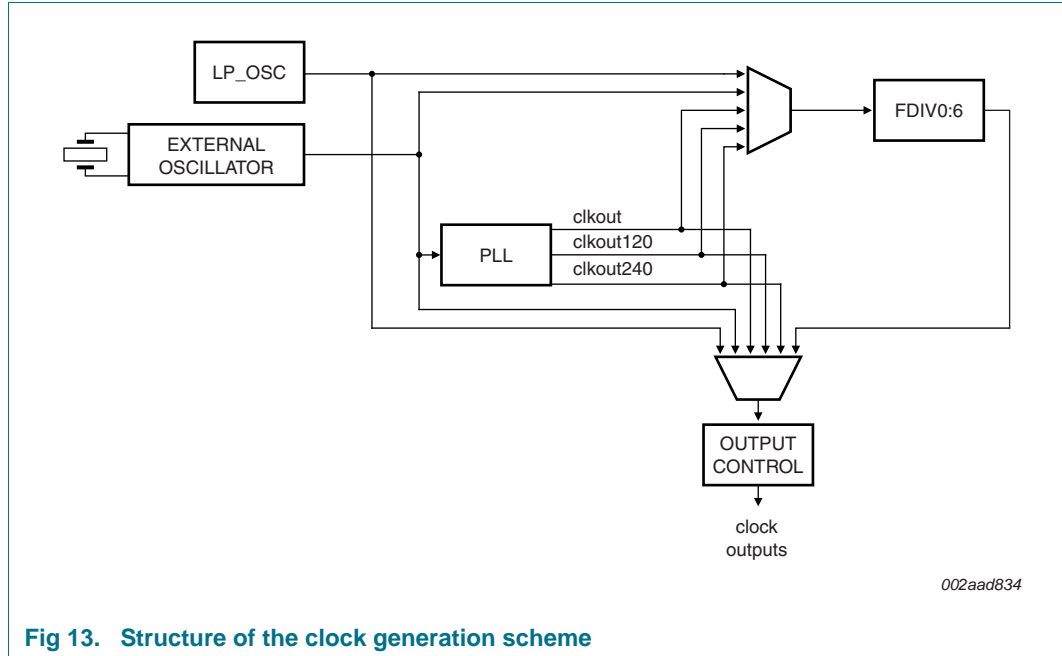 LP_OSC
FDIV0:6
EXTERNAL
OSCILLATOR
clkout
clkout120
PLL
clkout240
OUTPUT
CONTROL
clock
outputs
002aad834
Fig 13. Structure of the clock generation scheme